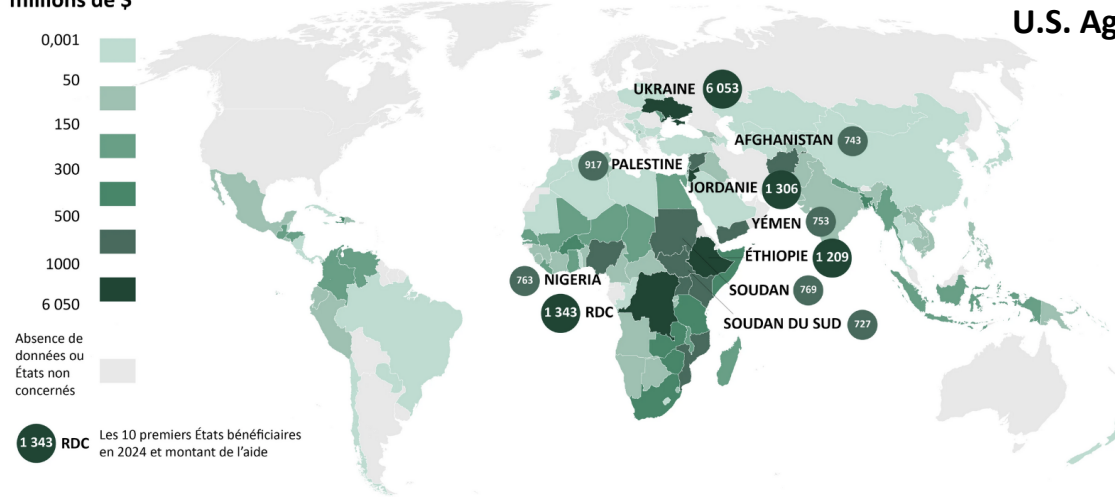 millions de $
U.S. Ag
0,001
50
150
300
500
1000
6 050
Absence de
données ou
États non
concernés
1 343 RDC
Les 10 premiers États bénéficiaires
en 2024 et montant de l'aide
UKRAINE 6 053
AFGHANISTAN 743
917 PALESTINE
JORDANIE 1 306
YÉMEN 753
ÉTHIOPIE 1 209
763 NIGERIA
SOUDAN 769
1 343 RDC
SOUDAN DU SUD 727